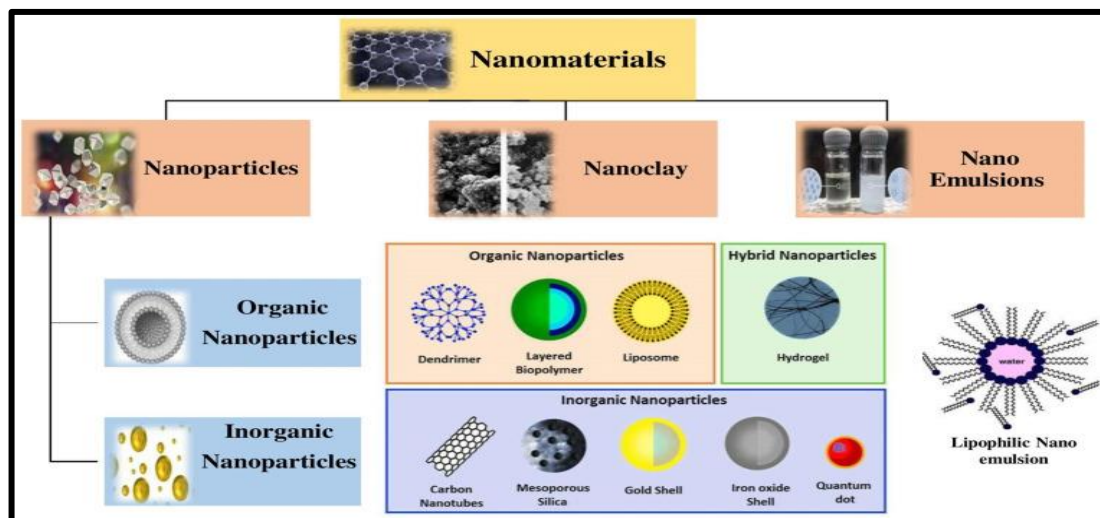 Nanomaterials
Nanoparticles
Nanoclay
Nano
Emulsions
Organic
Nanoparticles
Inorganic
Nanoparticles
Organic Nanoparticles
Dendrimer
Layered
Biopolymer
Liposome
Hybrid Nanoparticles
Hydrogel
Inorganic Nanoparticles
Carbon
Nanotubes
Mesoporous
Silica
Gold Shell
Iron oxide
Shell
Quantum
dot
water
Lipophilic Nano
emulsion